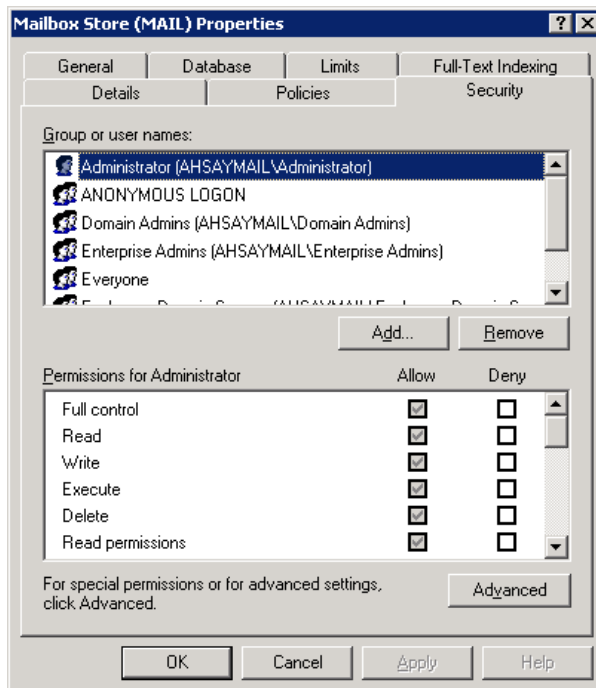 Mailbox Store (MAIL) Properties
General Database Limits Full-Text Indexing
Details Policies Security
Group or user names:
Administrator (AHSAYMAIL\Administrator)
ANONYMOUS LOGON
Domain Admins (AHSAYMAIL\Domain Admins)
Enterprise Admins (AHSAYMAIL\Enterprise Admins)
Everyone
Add... Remove
Permissions for Administrator Allow Deny
Full control
Read
Write
Execute
Delete
Read permissions
For special permissions or for advanced settings,
click Advanced.
Advanced
OK Cancel Apply Help